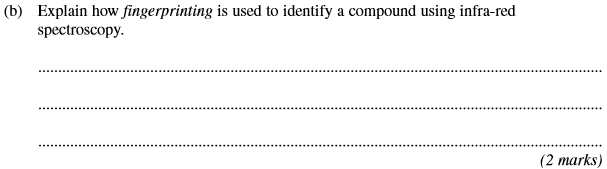 (b) Explain how fingerprinting is used to identify a compound using infra-red
spectroscopy.
................................................................................................................................................
................................................................................................................................................
................................................................................................................................................
(2 marks)